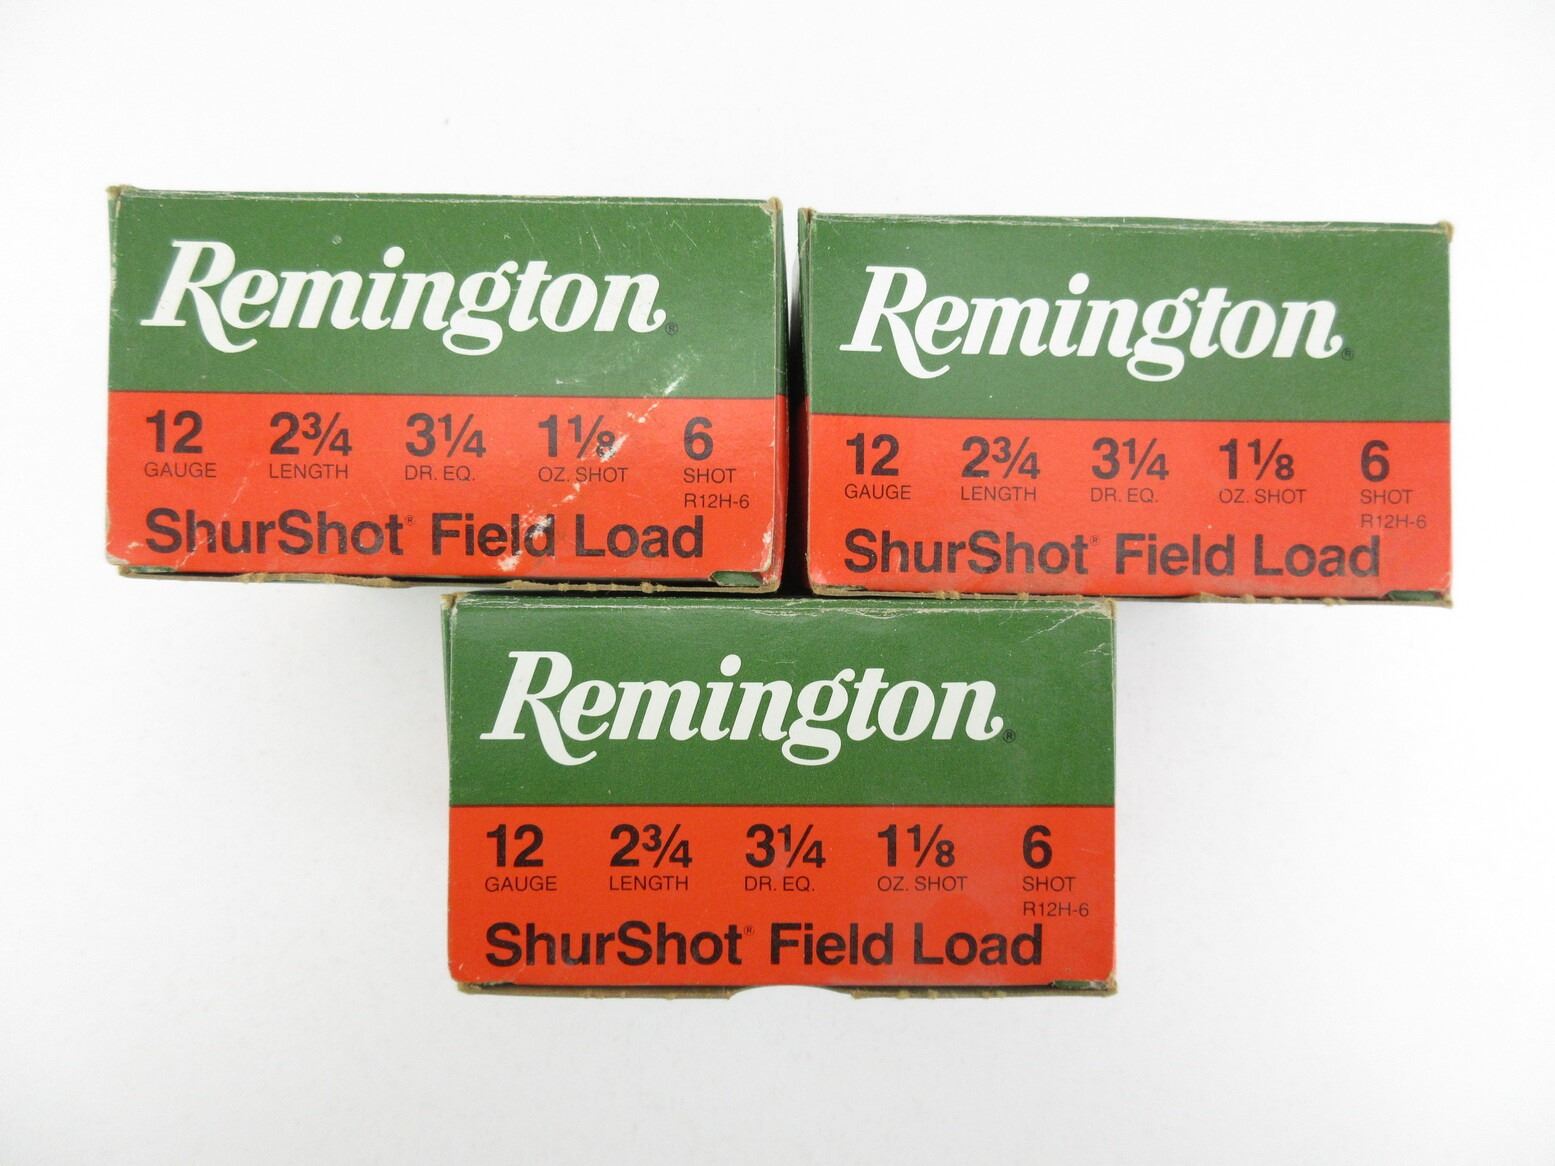 Remington®
12 2¾ 3¼ 1⅛ 6
GAUGE LENGTH DR. EQ. OZ. SHOT SHOT
R12H-6
ShurShot® Field Load
Remington®
12 2¾ 3¼ 1⅛ 6
GAUGE LENGTH DR. EQ. OZ. SHOT SHOT
R12H-6
ShurShot® Field Load
Remington®
12 2¾ 3¼ 1⅛ 6
GAUGE LENGTH DR. EQ. OZ. SHOT SHOT
R12H-6
ShurShot® Field Load